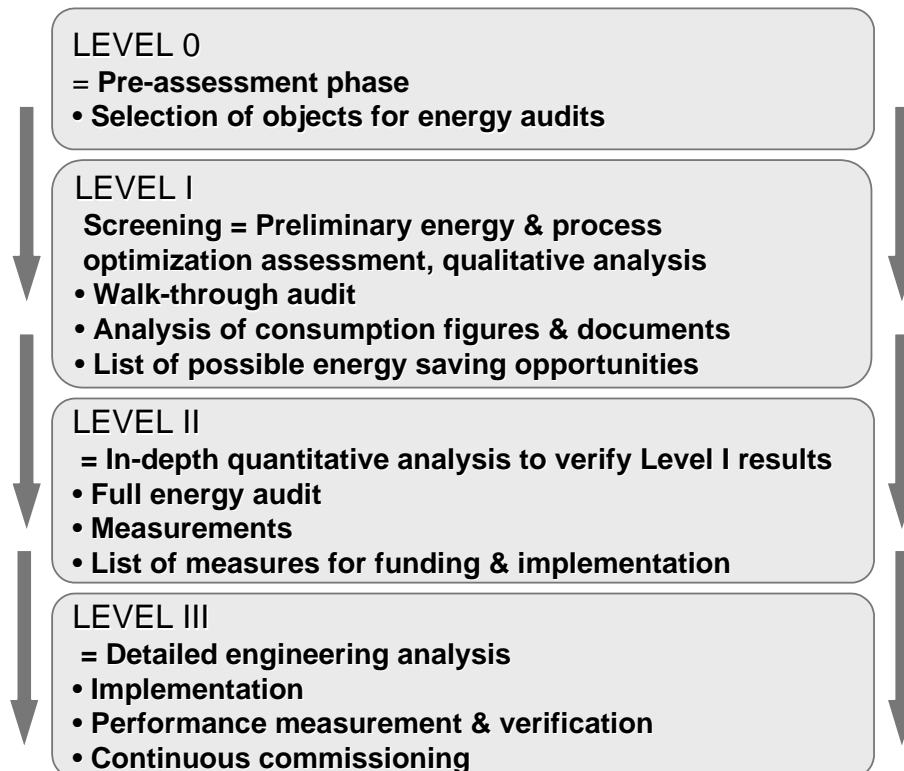 LEVEL 0
= Pre-assessment phase
• Selection of objects for energy audits
LEVEL I
Screening = Preliminary energy & process
optimization assessment, qualitative analysis
• Walk-through audit
• Analysis of consumption figures & documents
• List of possible energy saving opportunities
LEVEL II
= In-depth quantitative analysis to verify Level I results
• Full energy audit
• Measurements
• List of measures for funding & implementation
LEVEL III
= Detailed engineering analysis
• Implementation
• Performance measurement & verification
• Continuous commissioning